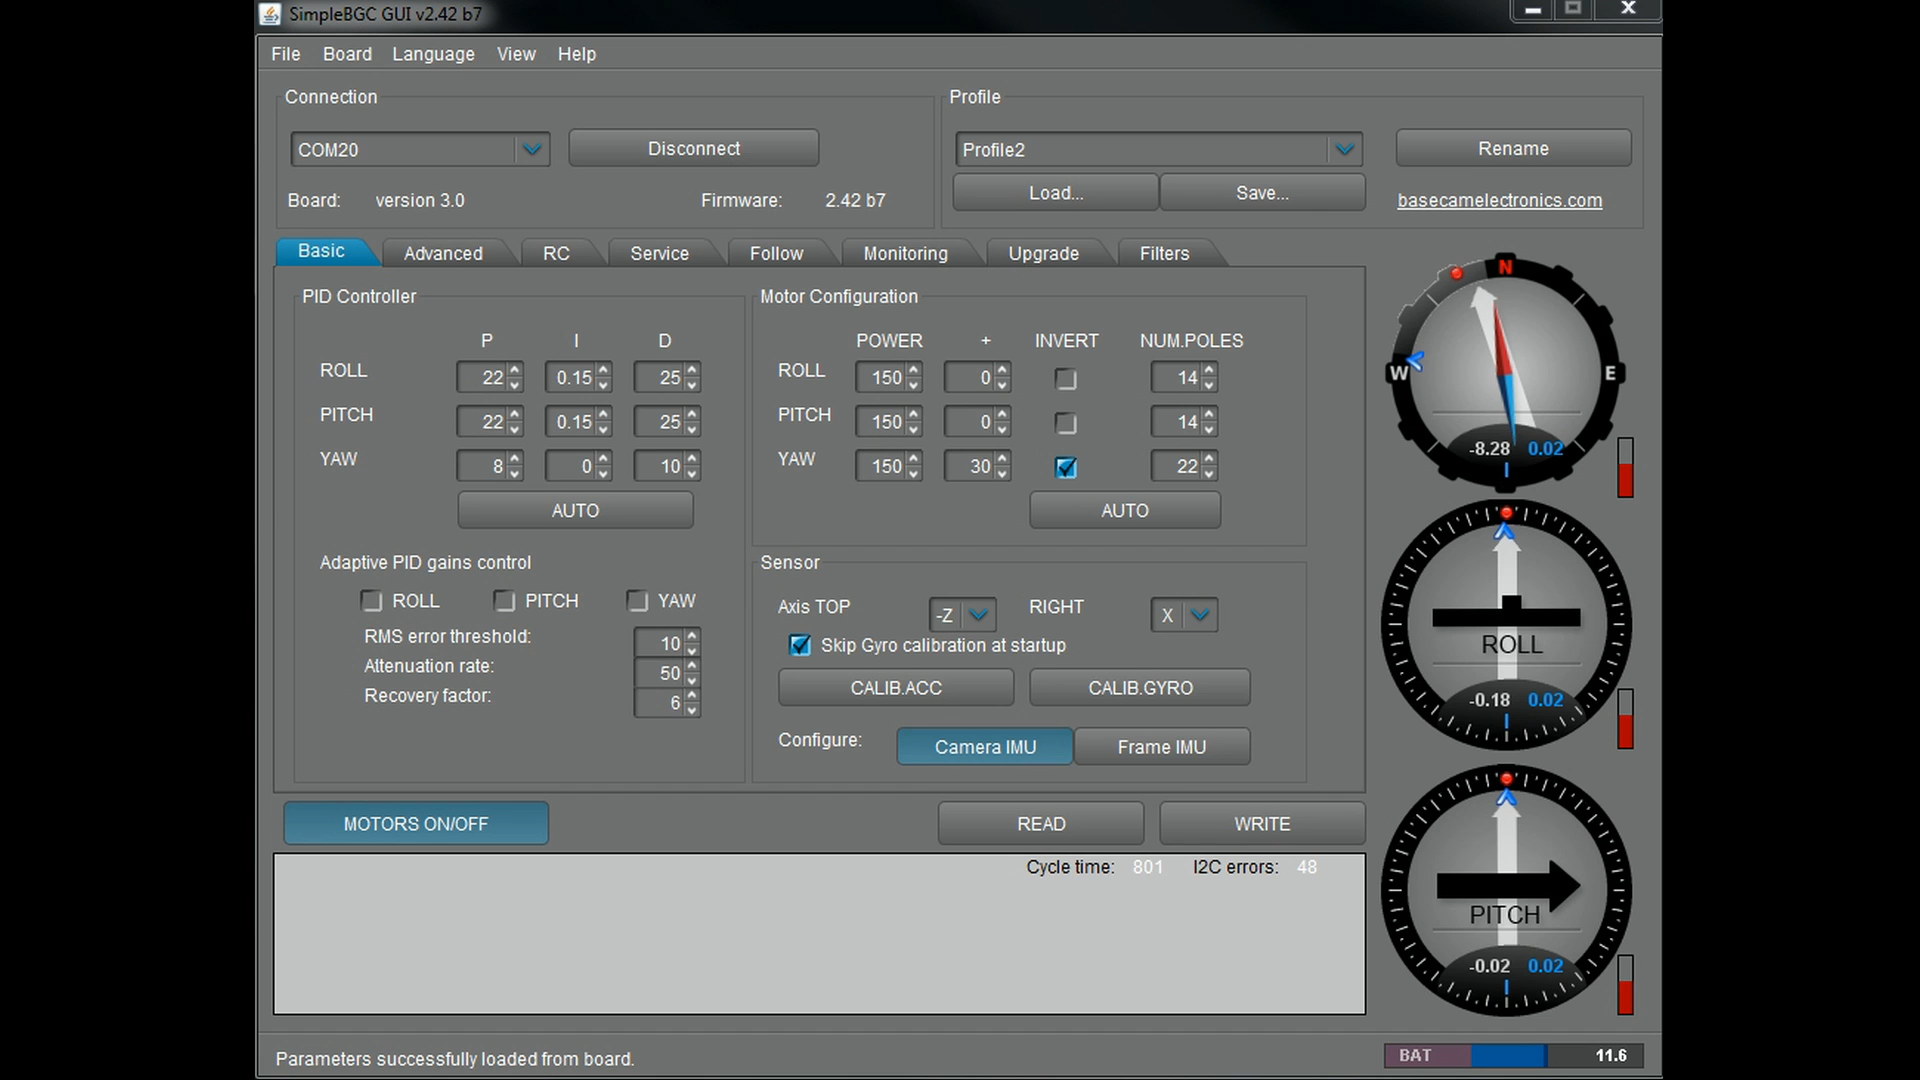 SimpleBGC GUI v2.42 b7
File Board Language View Help
Connection
COM20 Disconnect
Board: version 3.0 Firmware: 2.42 b7
Profile
Profile2 Rename
Load... Save... basecamelectronics.com
Basic Advanced RC Service Follow Monitoring Upgrade Filters
PID Controller
P I D
ROLL 22 0.15 25
PITCH 22 0.15 25
YAW 8 0 10
AUTO
Adaptive PID gains control
ROLL PITCH YAW
RMS error threshold: 10
Attenuation rate: 50
Recovery factor: 6
Motor Configuration
POWER + INVERT NUM.POLES
ROLL 150 0 14
PITCH 150 0 14
YAW 150 30 22
AUTO
Sensor
Axis TOP -Z RIGHT X
Skip Gyro calibration at startup
CALIB.ACC CALIB.GYRO
Configure: Camera IMU Frame IMU
MOTORS ON/OFF READ WRITE
Cycle time: 801 I2C errors: 48
N
W E
-8.28 0.02
ROLL
-0.18 0.02
PITCH
-0.02 0.02
Parameters successfully loaded from board.
BAT 11.6